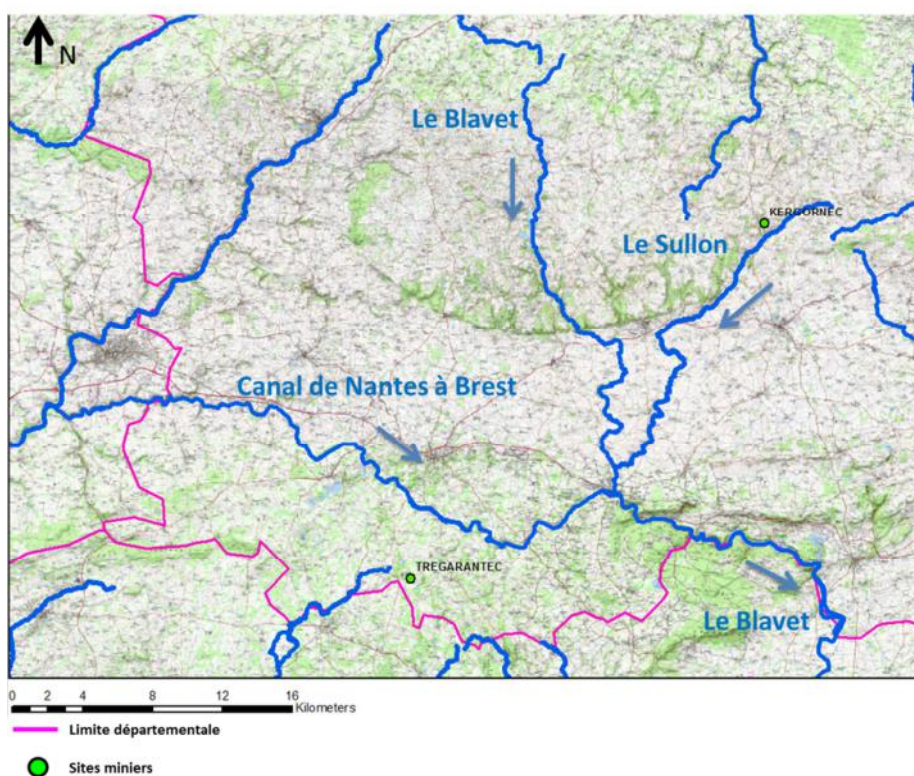 N
Le Blavet
KERGORNEC
Le Sullon
Canal de Nantes à Brest
TREGARANTEC
Le Blavet
0 2 4 8 12 16
Kilometers
Limite départementale
Sites miniers